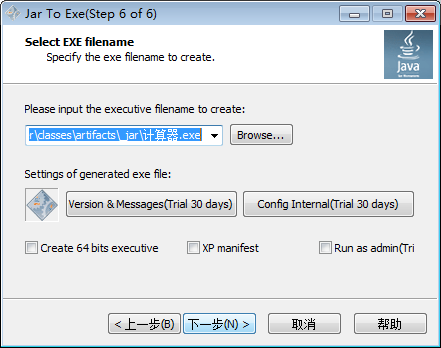 Jar To Exe(Step 6 of 6)
Select EXE filename
Specify the exe filename to create.
Java
Please input the executive filename to create:
r\classes\artifacts\_jar\计算器.exe
Browse...
Settings of generated exe file:
Version & Messages(Trial 30 days)
Config Internal(Trial 30 days)
Create 64 bits executive
XP manifest
Run as admin(Tri
< 上一步(B)
下一步(N) >
取消
帮助